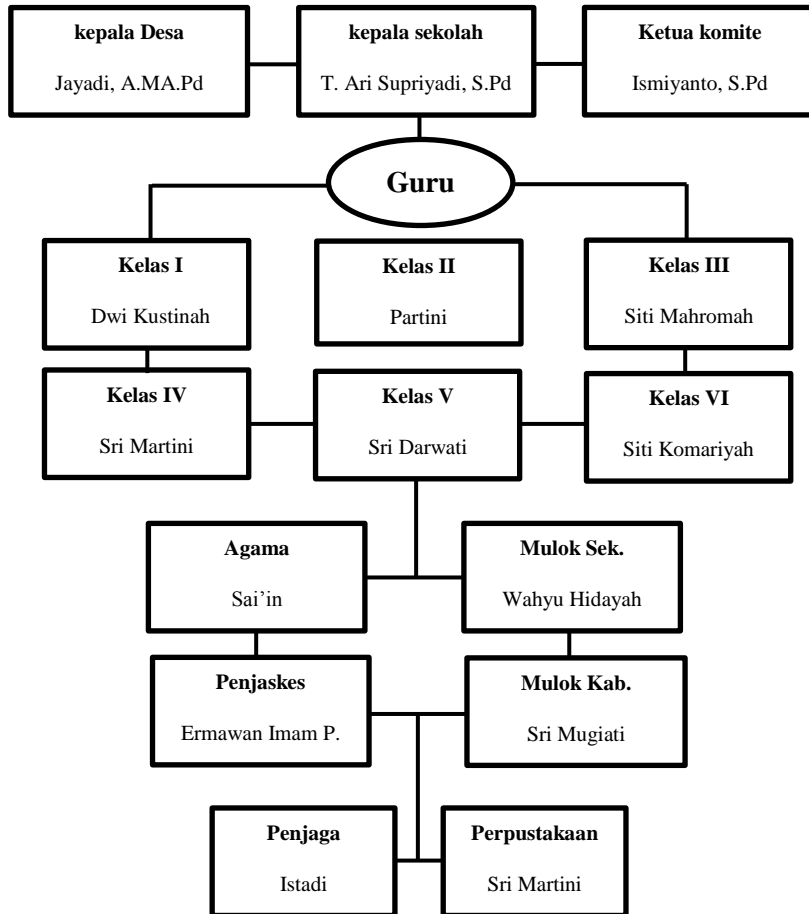 kepala Desa
Jayadi, A.MA.Pd
kepala sekolah
T. Ari Supriyadi, S.Pd
Ketua komite
Ismiyanto, S.Pd
Guru
Kelas I
Dwi Kustinah
Kelas II
Partini
Kelas III
Siti Mahromah
Kelas IV
Sri Martini
Kelas V
Sri Darwati
Kelas VI
Siti Komariyah
Agama
Sai’in
Mulok Sek.
Wahyu Hidayah
Penjaskes
Ermawan Imam P.
Mulok Kab.
Sri Mugiati
Penjaga
Istadi
Perpustakaan
Sri Martini